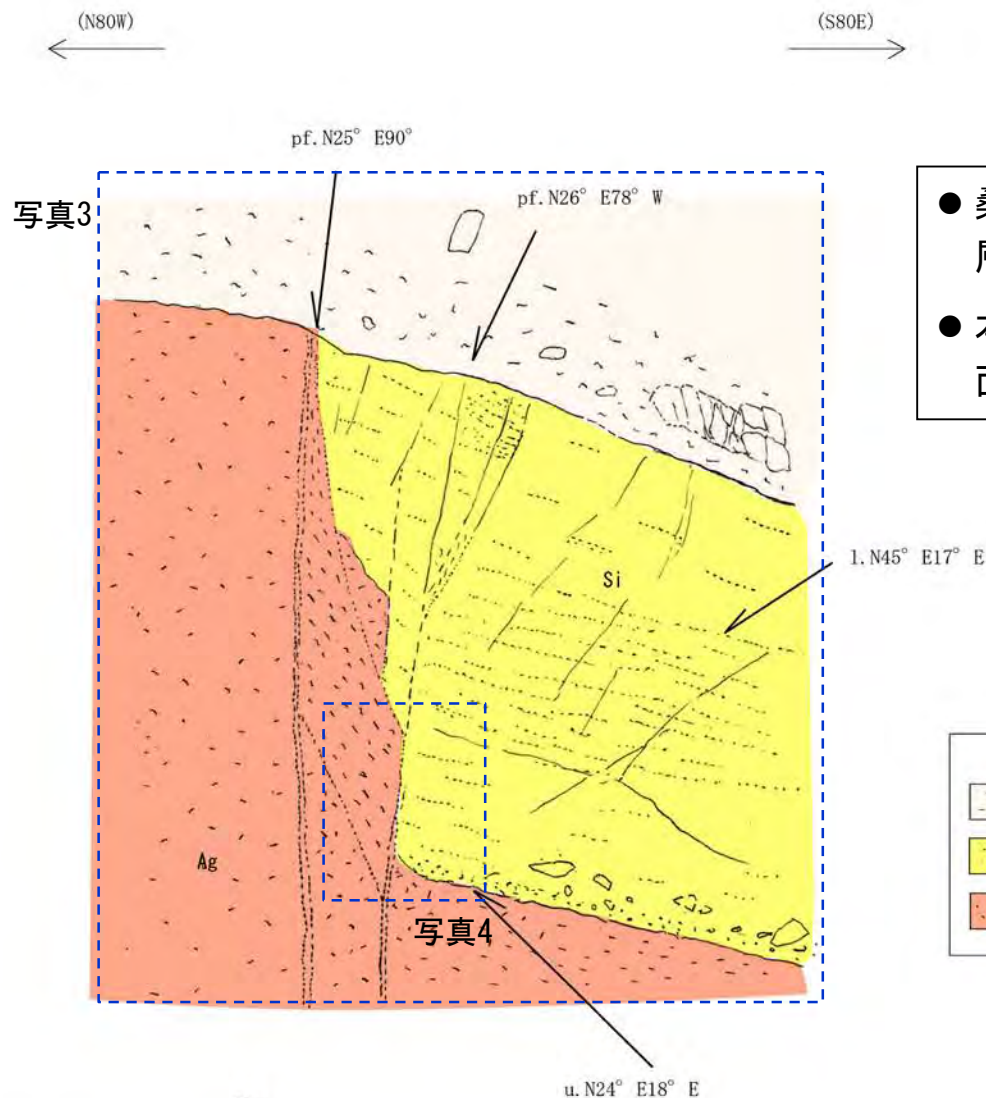 (N80W)
(S80E)
pf.N25° E90°
pf.N26° E78° W
写真3
●
●
l.N45° E17° E
Si
Ag
写真4
u.N24° E18° E